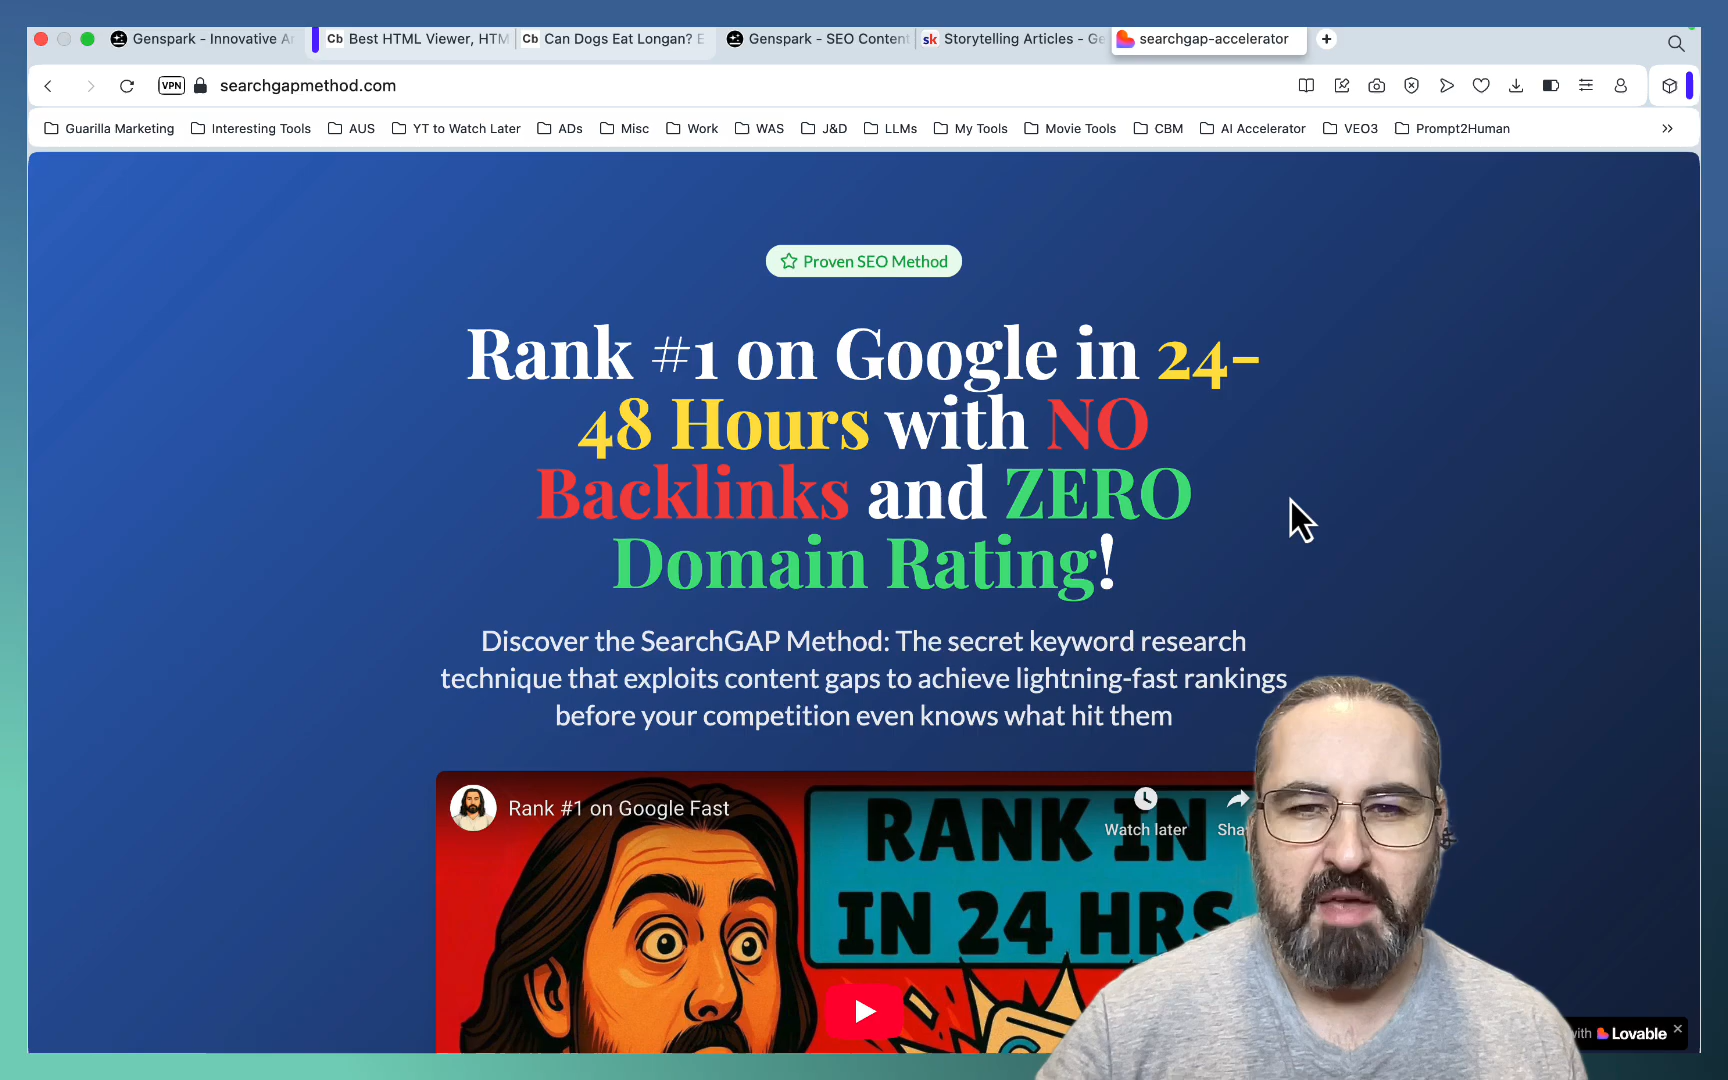 Genspark - Innovative Ar
Cb Best HTML Viewer, HTM
Cb Can Dogs Eat Longan? E
Genspark - SEO Content
sk Storytelling Articles - Ge
searchgap-accelerator
VPN searchgapmethod.com
Guarilla Marketing
Interesting Tools
AUS
YT to Watch Later
ADs
Misc
Work
WAS
J&D
LLMs
My Tools
Movie Tools
CBM
AI Accelerator
VEO3
Prompt2Human
Proven SEO Method
Rank #1 on Google in 24-
48 Hours with NO
Backlinks and ZERO
Domain Rating!
Discover the SearchGAP Method: The secret keyword research
technique that exploits content gaps to achieve lightning-fast rankings
before your competition even knows what hit them
Rank #1 on Google Fast
Watch later
Sha
RANK IN
IN 24 HRS
with Lovable